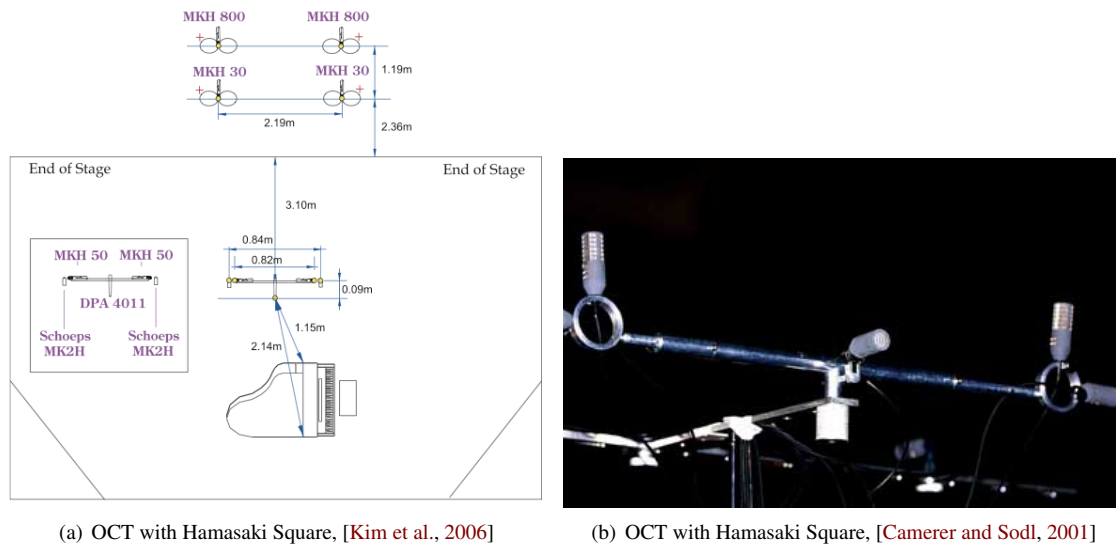 MKH 800 MKH 800
+ +
1.19m
MKH 30 MKH 30
+ +
2.19m
2.36m
End of Stage End of Stage
3.10m
0.84m
0.82m
0.09m
MKH 50 MKH 50
DPA 4011
Schoeps Schoeps
MK2H MK2H
1.15m
2.14m
(a) OCT with Hamasaki Square, [Kim et al., 2006]
(b) OCT with Hamasaki Square, [Camerer and Sodl, 2001]